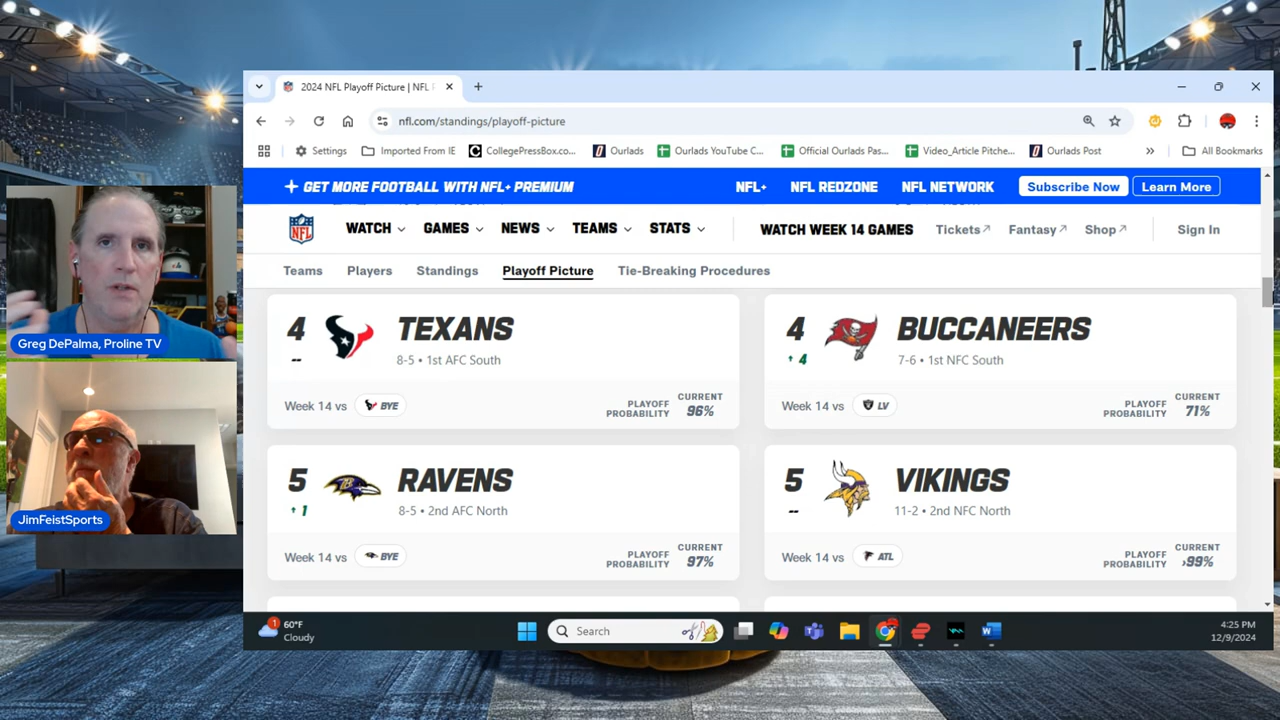 2024 NFL Playoff Picture | NFL
nfl.com/standings/playoff-picture
Settings
Imported From IE
CollegePressBox.co...
Ourlads
Ourlads YouTube C...
Official Ourlads Pas...
Video_Article Pitche...
Ourlads Post
All Bookmarks
GET MORE FOOTBALL WITH NFL+ PREMIUM
NFL+
NFL REDZONE
NFL NETWORK
Subscribe Now
Learn More
NFL
WATCH
GAMES
NEWS
TEAMS
STATS
WATCH WEEK 14 GAMES
Tickets
Fantasy
Shop
Sign In
Teams
Players
Standings
Playoff Picture
Tie-Breaking Procedures
4
--
TEXANS
8-5 • 1st AFC South
Week 14 vs
BYE
PLAYOFF
PROBABILITY
CURRENT
96%
4
↑ 4
BUCCANEERS
7-6 • 1st NFC South
Week 14 vs
LV
PLAYOFF
PROBABILITY
CURRENT
71%
5
↑ 1
RAVENS
8-5 • 2nd AFC North
Week 14 vs
BYE
PLAYOFF
PROBABILITY
CURRENT
97%
5
--
VIKINGS
11-2 • 2nd NFC North
Week 14 vs
ATL
PLAYOFF
PROBABILITY
CURRENT
>99%
Greg DePalma, Proline TV
JimFeistSports
1
60°F
Cloudy
Search
4:25 PM
12/9/2024